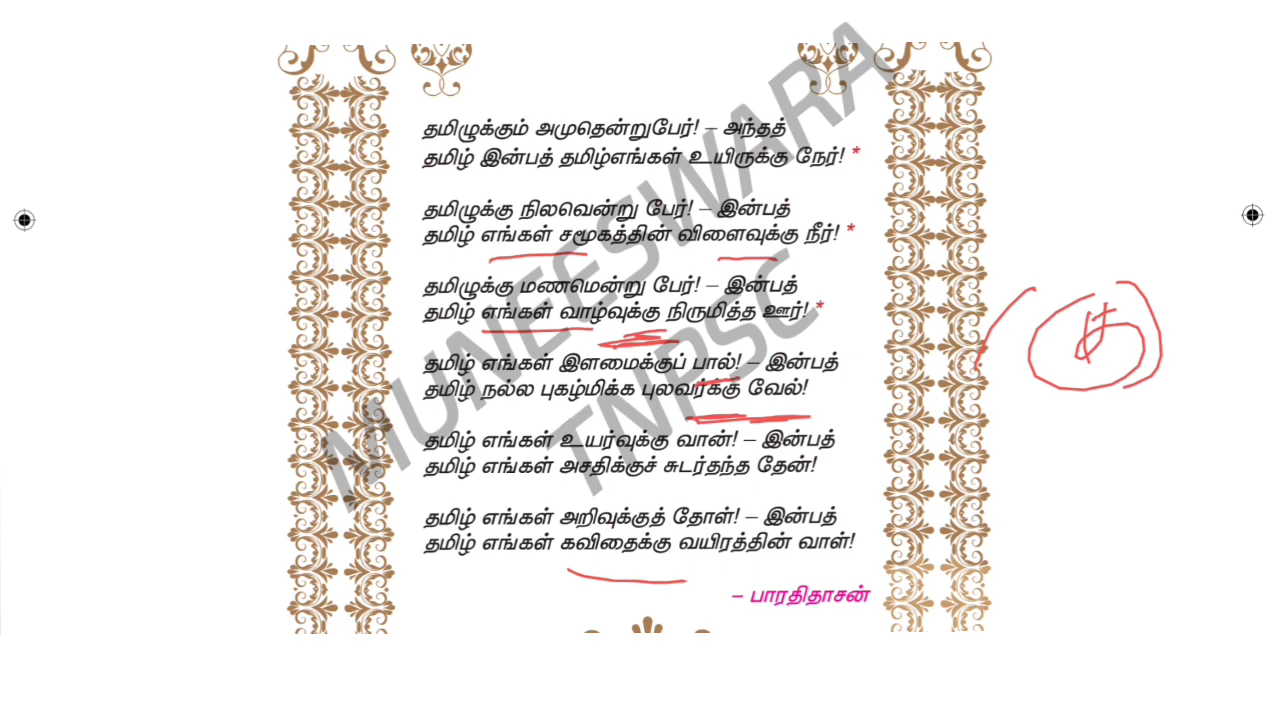 தமிழுக்கும் அமுதென்றுபேர்! – அந்தத்
தமிழ் இன்பத் தமிழ்எங்கள் உயிருக்கு நேர்! *
தமிழுக்கு நிலவென்று பேர்! – இன்பத்
தமிழ் எங்கள் சமூகத்தின் விளைவுக்கு நீர்! *
தமிழுக்கு மணமென்று பேர்! – இன்பத்
தமிழ் எங்கள் வாழ்வுக்கு நிருமித்த ஊர்! *
தமிழ் எங்கள் இளமைக்குப் பால்! – இன்பத்
தமிழ் நல்ல புகழ்மிக்க புலவர்க்கு வேல்!
தமிழ் எங்கள் உயர்வுக்கு வான்! – இன்பத்
தமிழ் எங்கள் அசதிக்குச் சுடர்தந்த தேன்!
தமிழ் எங்கள் அறிவுக்குத் தோள்! – இன்பத்
தமிழ் எங்கள் கவிதைக்கு வயிரத்தின் வாள்!
– பாரதிதாசன்
MUNEESWARA
TNPSC